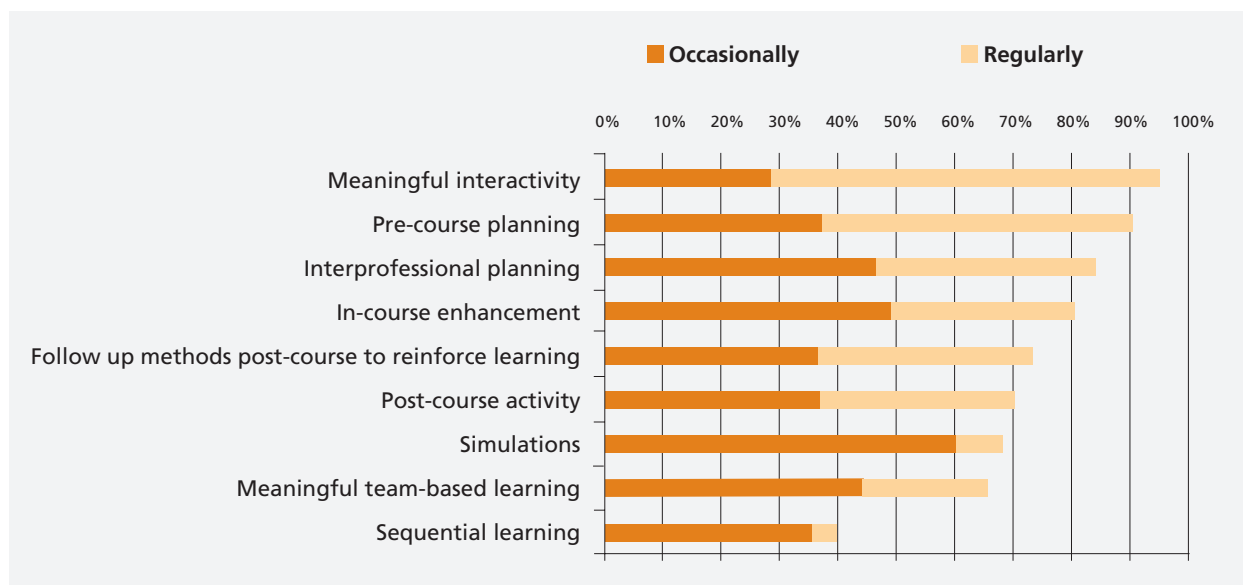 Occasionally Regularly
0% 10% 20% 30% 40% 50% 60% 70% 80% 90% 100%
Meaningful interactivity
Pre-course planning
Interprofessional planning
In-course enhancement
Follow up methods post-course to reinforce learning
Post-course activity
Simulations
Meaningful team-based learning
Sequential learning